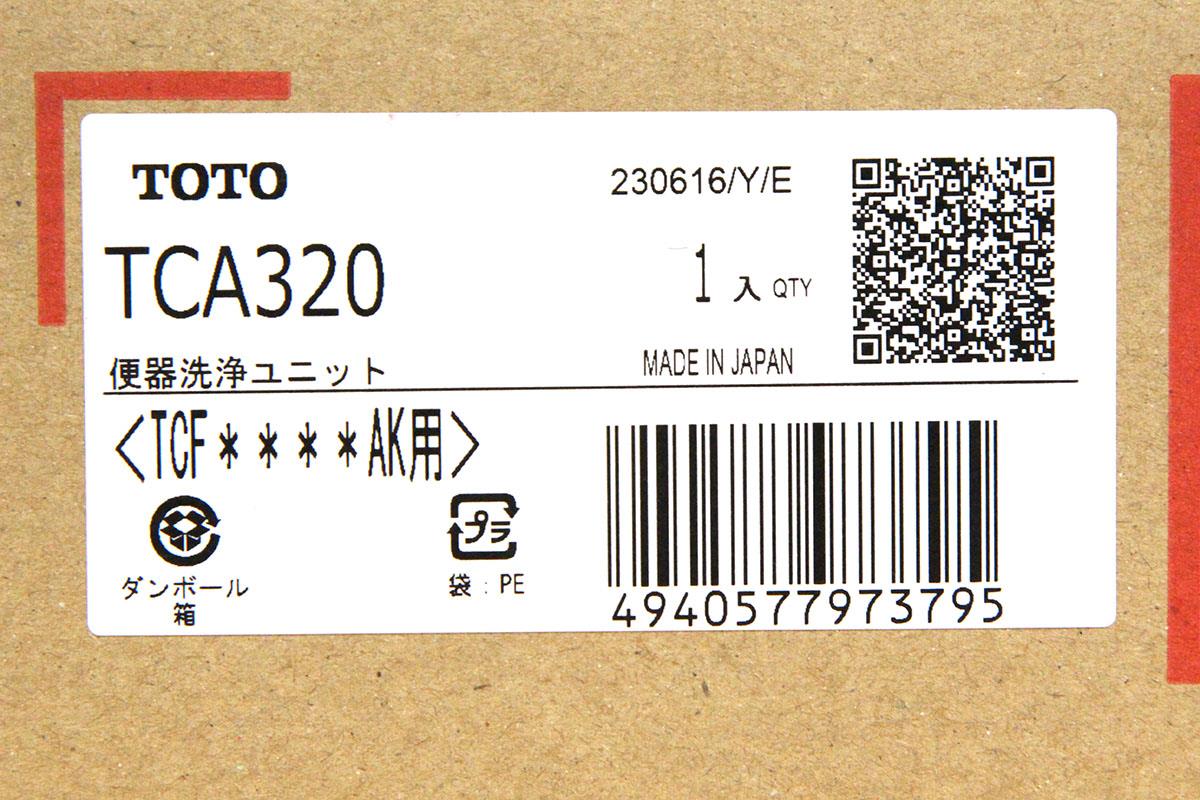 TOTO
230616/Y/E
TCA320
1 入 QTY
便器洗浄ユニット
MADE IN JAPAN
<TCF＊＊＊＊AK用>
プラ
ダンボール
箱
袋：PE
4940577973795